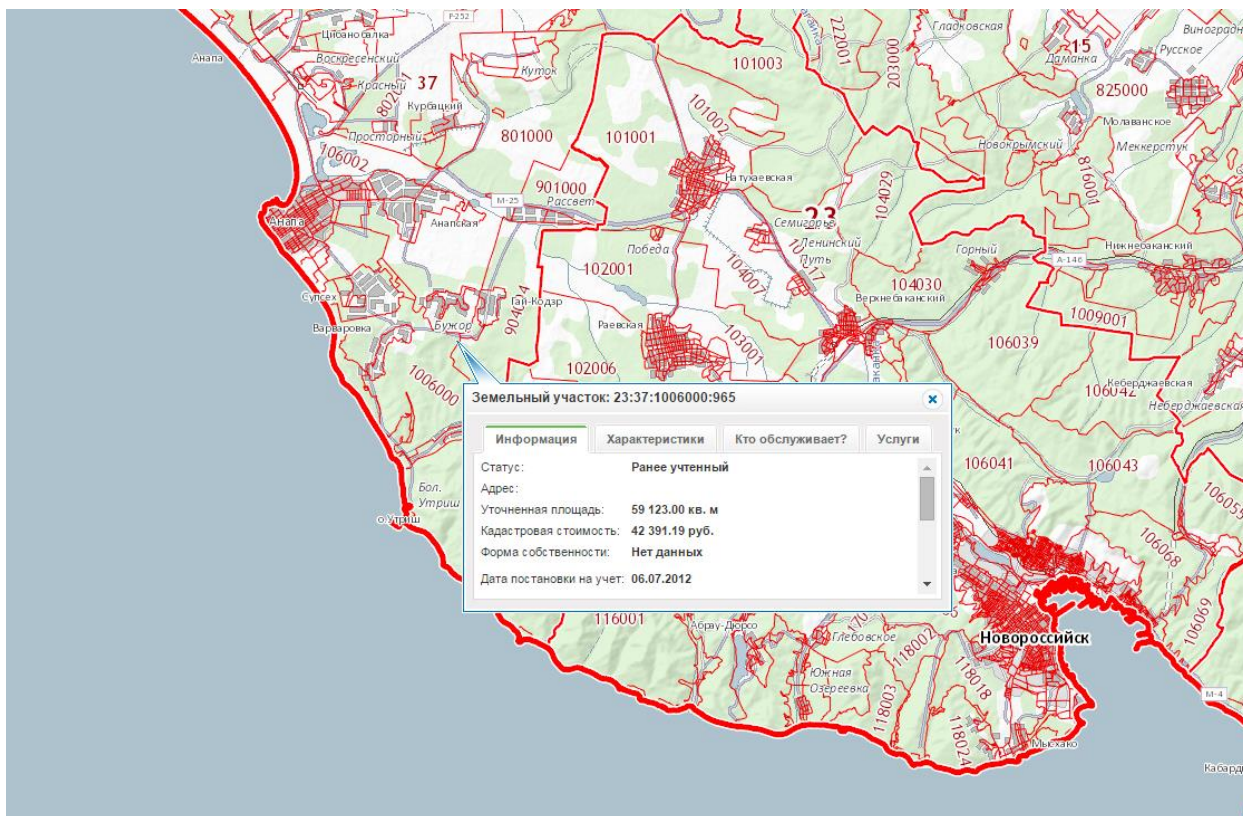 F-252
Цибанобалка
Гладковская
Виноградн
Анапа
Воскресенский
Куток
101003
222001
203000
15
Даманка
Русское
Красный
37
Курбацкий
101002
825000
Молдаванское
Просторный
801000
101001
Новокрымский
Меккерстук
106002
816001
901000
Натухаевская
104029
Рассвет
М-25
23
Анапа
Анапская
Семигорье
Победа
Ленинский
Путь
Горный
Нижнебаканский
А-146
102001
104007
104030
Супсех
Гай-Кодзор
Верхнебаканский
1009001
Варваровка
Бужор
Раевская
103001
106039
1006000
102006
106042
Кеберджаевская
Неберджаевская
Земельный участок: 23:37:1006000:965
Информация
Характеристики
Кто обслуживает?
Услуги
Статус: Ранее учтенный
Адрес:
Уточненная площадь: 59 123.00 кв. м
Кадастровая стоимость: 42 391.19 руб.
Форма собственности: Нет данных
Дата постановки на учет: 06.07.2012
106041
106043
Бол.
Утриш
о.Утриш
106055
106068
106069
116001
Абрау-Дюрсо
Глебовское
118002
Новороссийск
Южная
Озереевка
118018
118003
М-4
118024
Мысхако
Кабард